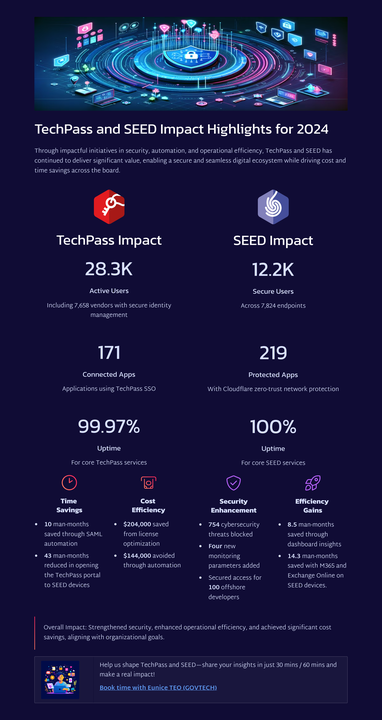 TechPass and SEED Impact Highlights for 2024
Through impactful initiatives in security, automation, and operational efficiency, TechPass and SEED has
continued to deliver significant value, enabling a secure and seamless digital ecosystem while driving cost and
time savings across the board.
TechPass Impact
28.3K
Active Users
Including 7,658 vendors with secure identity
management
171
Connected Apps
Applications using TechPass SSO
99.97%
Uptime
For core TechPass services
SEED Impact
12.2K
Secure Users
Across 7,824 endpoints
219
Protected Apps
With Cloudflare zero-trust network protection
100%
Uptime
For core SEED services
Time
Savings
• 10 man-months
saved through SAML
automation
• 43 man-months
reduced in opening
the TechPass portal
to SEED devices
Cost
Efficiency
• $204,000 saved
from license
optimization
• $144,000 avoided
through automation
Security
Enhancement
• 754 cybersecurity
threats blocked
• Four new
monitoring
parameters added
• Secured access for
100 offshore
developers
Efficiency
Gains
• 8.5 man-months
saved through
dashboard insights
• 14.3 man-months
saved with M365 and
Exchange Online on
SEED devices.
Overall Impact: Strengthened security, enhanced operational efficiency, and achieved significant cost
savings, aligning with organizational goals.
Help us shape TechPass and SEED—share your insights in just 30 mins / 60 mins and
make a real impact!
Book time with Eunice TEO (GOVTECH)